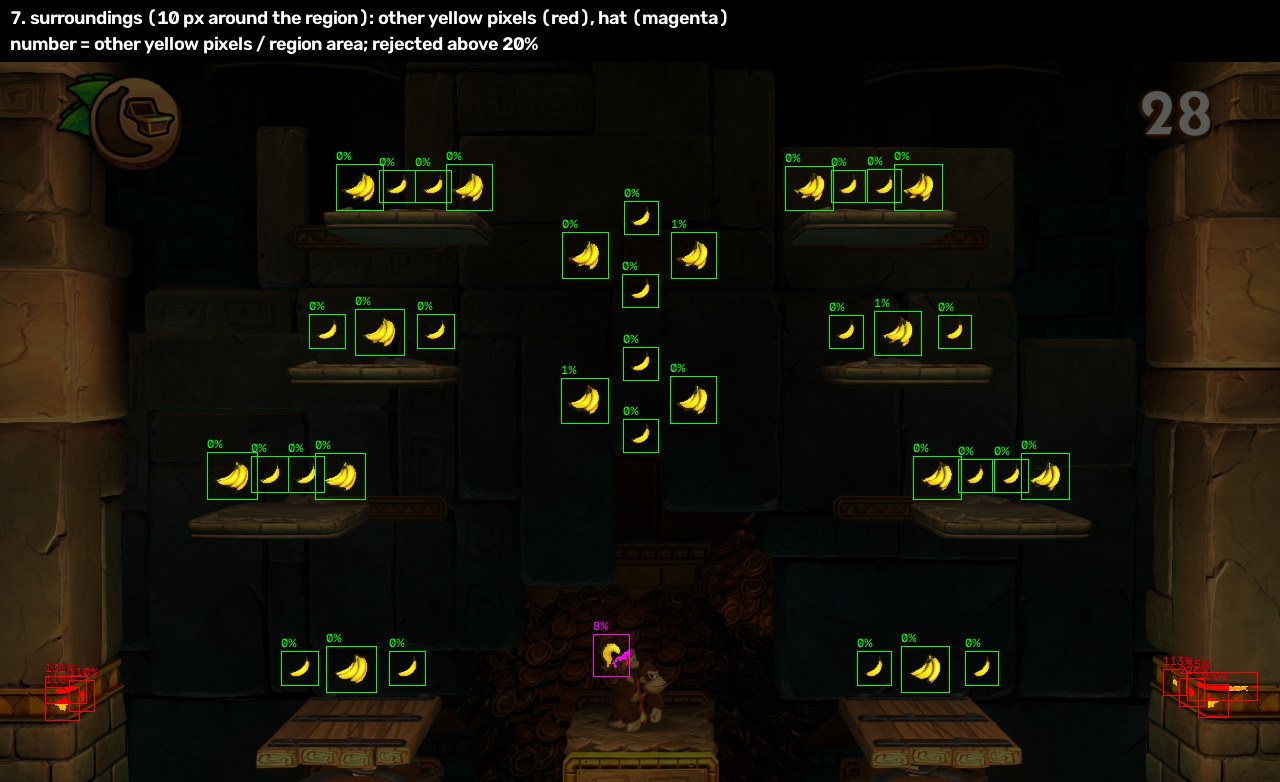 7. surroundings (10 px around the region): other yellow pixels (red), hat (magenta)
number = other yellow pixels / region area; rejected above 20%
28
0% 0% 0% 0%
0% 0% 0% 0%
0%
0% 1%
0%
0% 0% 0%
0% 1% 0%
0%
1% 0%
0%
0% 0% 0% 0%
0% 0% 0% 0%
8%
0% 0% 0%
0% 0% 0%
113%